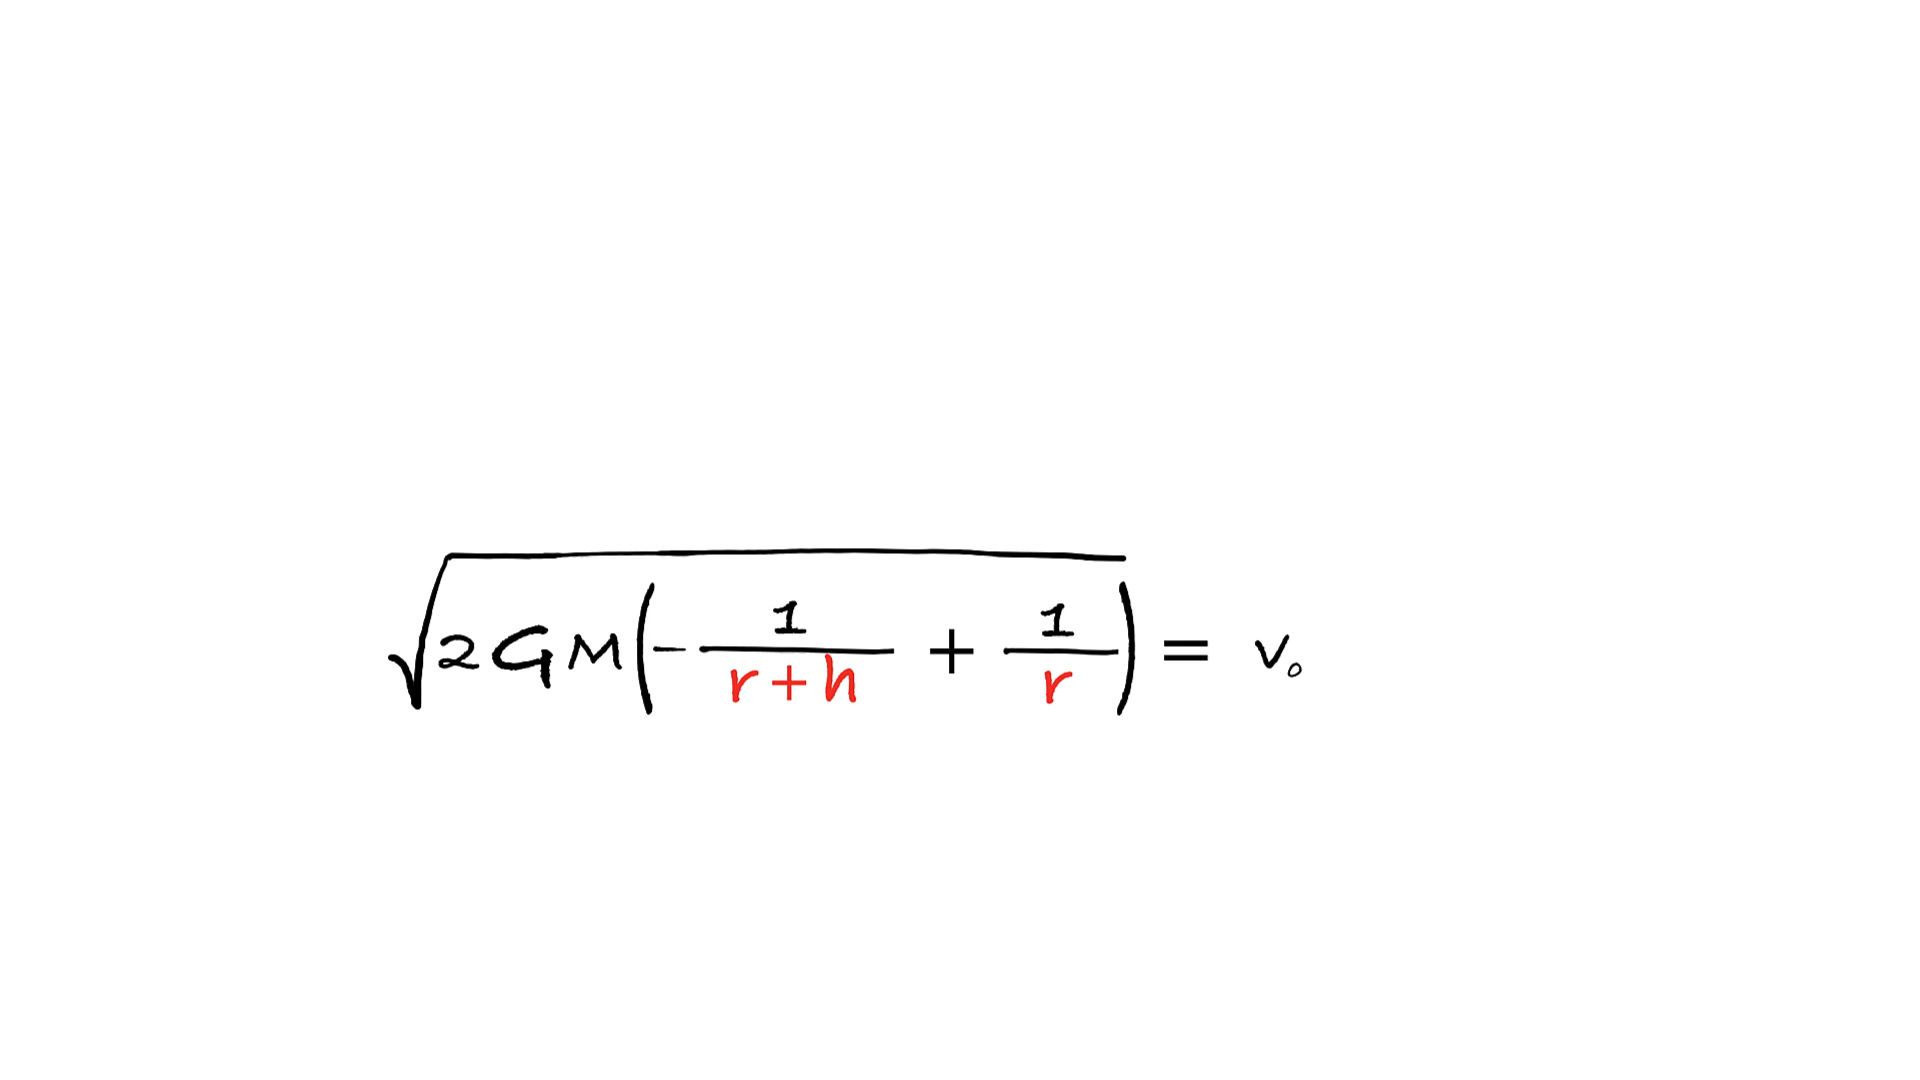 √2GM(-1/(r+h) + 1/r) = v₀